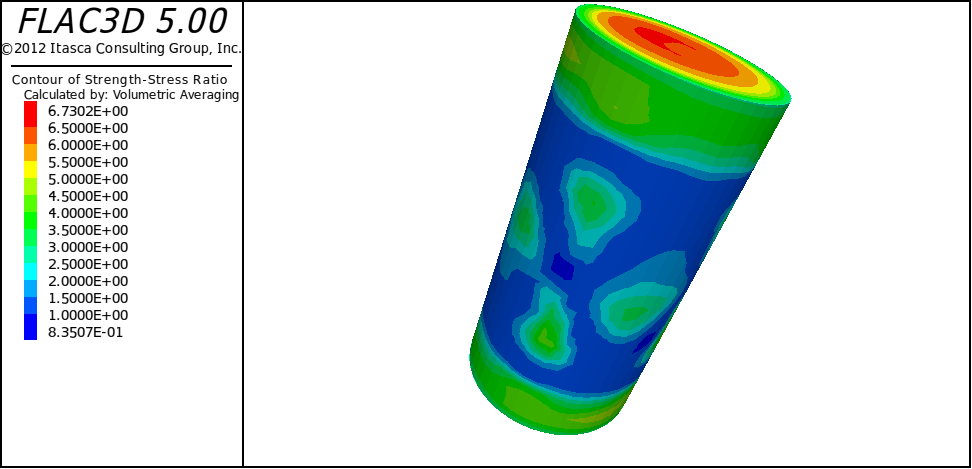 FLAC3D 5.00
©2012 Itasca Consulting Group, Inc.
Contour of Strength-Stress Ratio
Calculated by: Volumetric Averaging
6.7302E+00
6.5000E+00
6.0000E+00
5.5000E+00
5.0000E+00
4.5000E+00
4.0000E+00
3.5000E+00
3.0000E+00
2.5000E+00
2.0000E+00
1.5000E+00
1.0000E+00
8.3507E-01